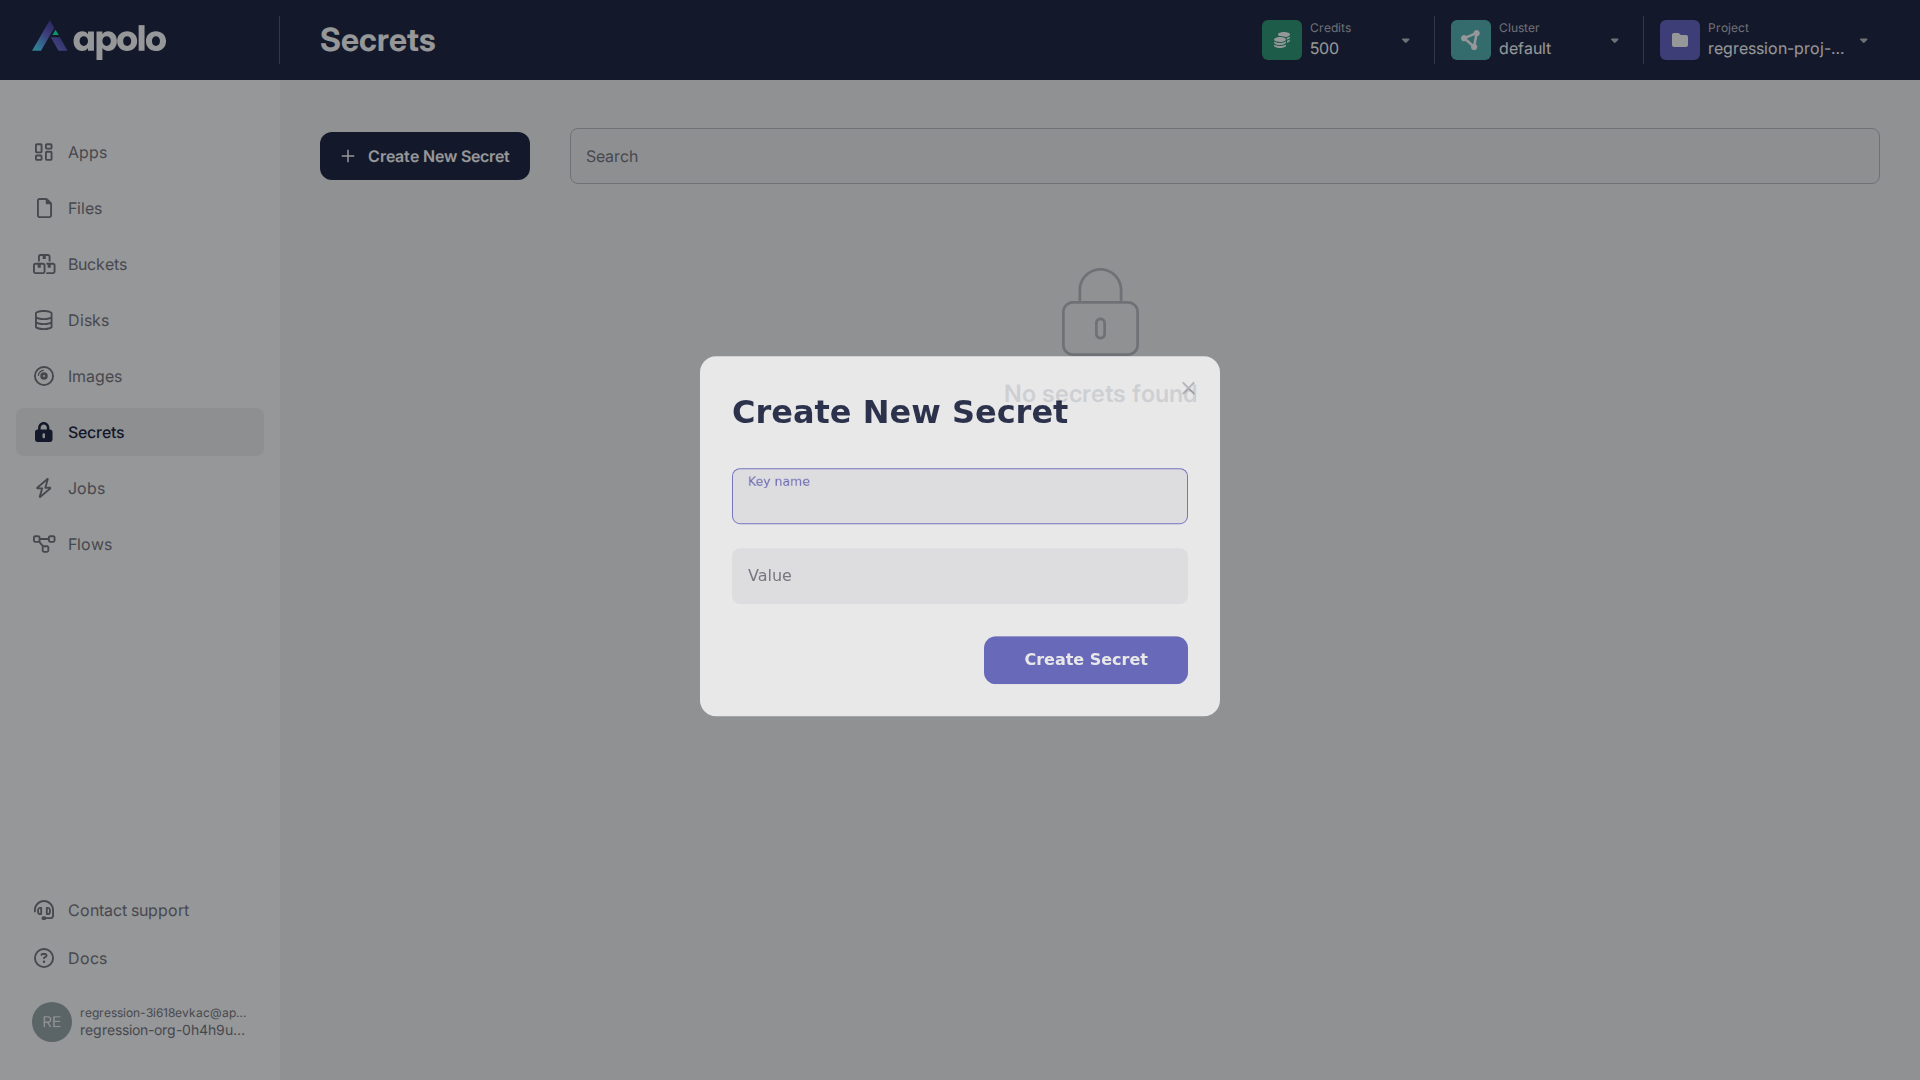 apolo
Secrets
Credits
500
Cluster
default
Project
regression-proj-...
Apps
Files
Buckets
Disks
Images
Secrets
Jobs
Flows
Contact support
Docs
RE
regression-3i618evkac@ap...
regression-org-0h4h9u...
Create New Secret
Search
No secrets found
Create New Secret
Key name
Value
Create Secret